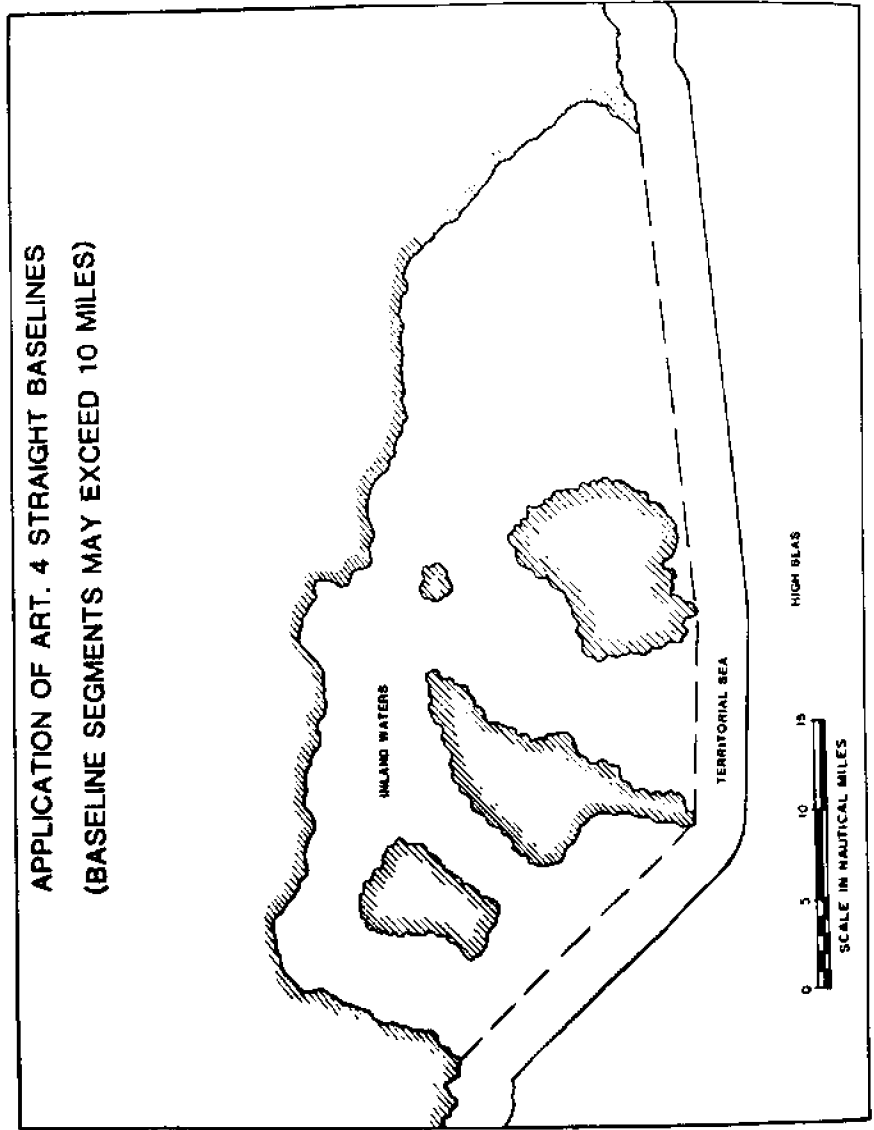 APPLICATION OF ART. 4 STRAIGHT BASELINES
(BASELINE SEGMENTS MAY EXCEED 10 MILES)
INLAND WATERS
TERRITORIAL SEA
HIGH SEAS
0 5 10 15
SCALE IN NAUTICAL MILES